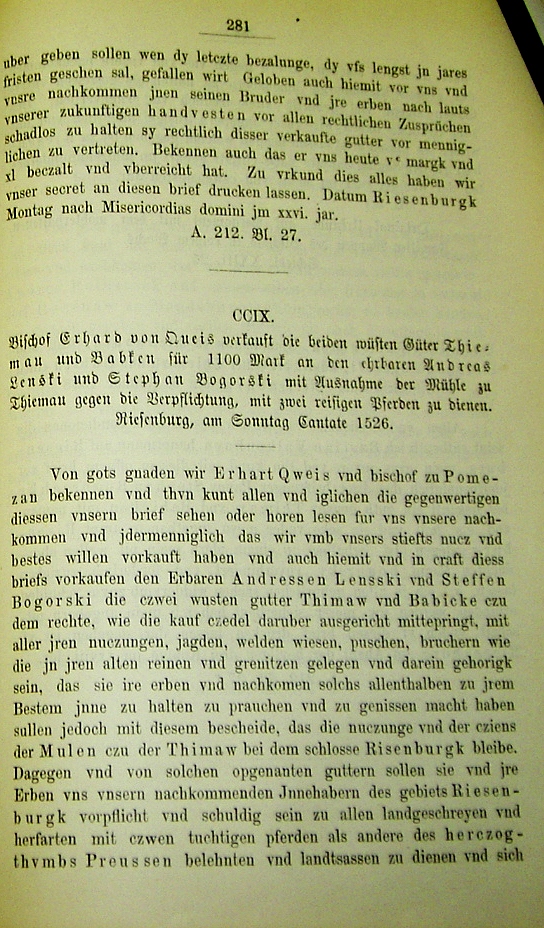 281
uber geben sollen wen dy letczte bezalunge, dy vfs lengst jn jares
fristen geschen sal, gefallen wirt Geloben auch hiemit vor vns vnd
vnsre nachkommen jnen seinen Bruder vnd jre erben nach lauts
vnserer zukunftigen handvesten vor allen rechtlichen Zusprüchen
schadlos zu halten sy rechtlich disser verkaufte gutter vor mennig-
lichen zu vertreten. Bekennen auch das er vns heute vᶜ margk vnd
xl beczalt vnd vberreicht hat. Zu vrkund dies alles haben wir
vnser secret an diesen brief drucken lassen. Datum Riesenburgk
Montag nach Misericordias domini jm xxvi. jar.
A. 212. Bl. 27.
CCIX.
Bischof Erhard von Queis verkauft die beiden wüsten Güter Thie-
mau und Babken für 1100 Mark an den ehrbaren Andreas
Lenski und Stephan Bogorski mit Ausnahme der Mühle zu
Thiemau gegen die Verpflichtung, mit zwei reisigen Pferden zu dienen.
Riesenburg, am Sonntag Cantate 1526.
Von gots gnaden wir Erhart Qweis vnd bischof zu Pome-
zan bekennen vnd thvn kunt allen vnd iglichen die gegenwertigen
diessen vnsern brief sehen oder horen lesen fur vns vnsere nach-
kommen vnd jdermenniglich das wir vmb vnsers stiefts nucz vnd
bestes willen vorkauft haben vnd auch hiemit vnd in craft diess
briefs vorkaufen den Erbaren Andressen Lensski vnd Steffen
Bogorski die czwei wusten gutter Thimaw vnd Babicke czu
dem rechte, wie die kauf czedel daruber ausgericht mittepringt, mit
aller jren nuczungen, jagden, welden wiesen, puschen, bruchern wie
die jn jren alten reinen vnd grenitzen gelegen vnd darein gehorigk
sein, das sie ire erben vnd nachkomen solchs allenthalben zu jrem
Bestem jnne zu halten zu prauchen vnd zu genissen macht haben
sullen jedoch mit diesem bescheide, das die nuczunge vnd der cziens
der Mulen czu der Thimaw bei dem schlosse Risenburgk bleibe.
Dagegen vnd von solchen opgenanten guttern sollen sie vnd jre
Erben vns vnsern nachkommenden Jnnehabern des gebiets Riesen-
burgk vorpflicht vnd schuldig sein zu allen landgeschreyen vnd
herfarten mit czwen tuchtigen pferden als andere des herczog-
thvmbs Preussen belehnten vnd landtsassen zu dienen vnd sich